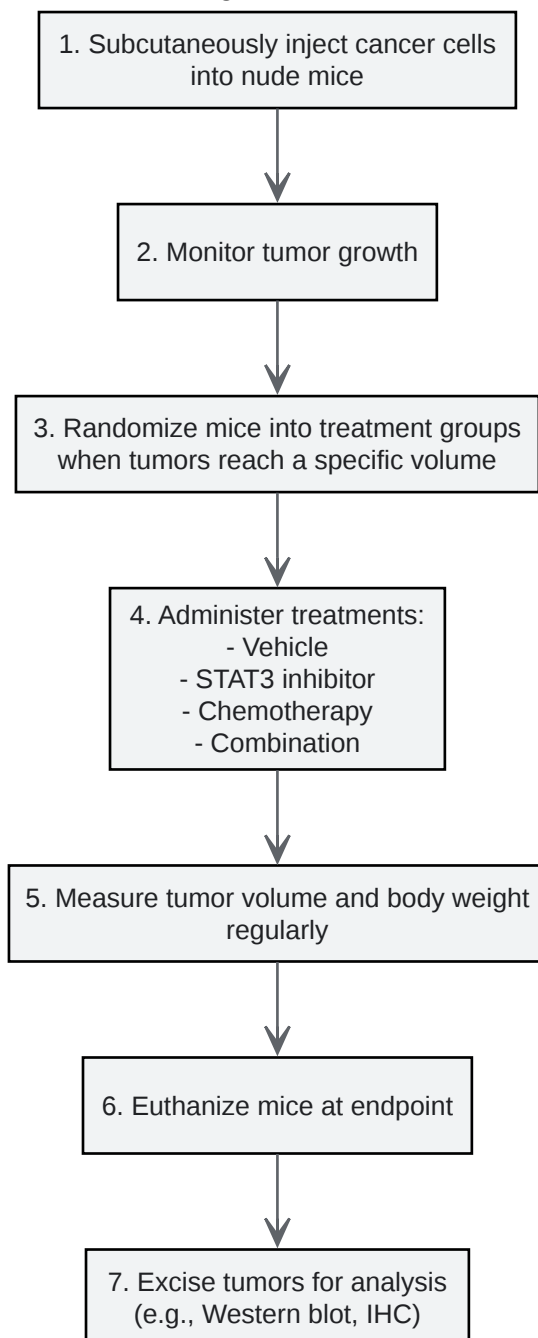 1. Subcutaneously inject cancer cells
into nude mice
2. Monitor tumor growth
3. Randomize mice into treatment groups
when tumors reach a specific volume
4. Administer treatments:
- Vehicle
- STAT3 inhibitor
- Chemotherapy
- Combination
5. Measure tumor volume and body weight
regularly
6. Euthanize mice at endpoint
7. Excise tumors for analysis
(e.g., Western blot, IHC)